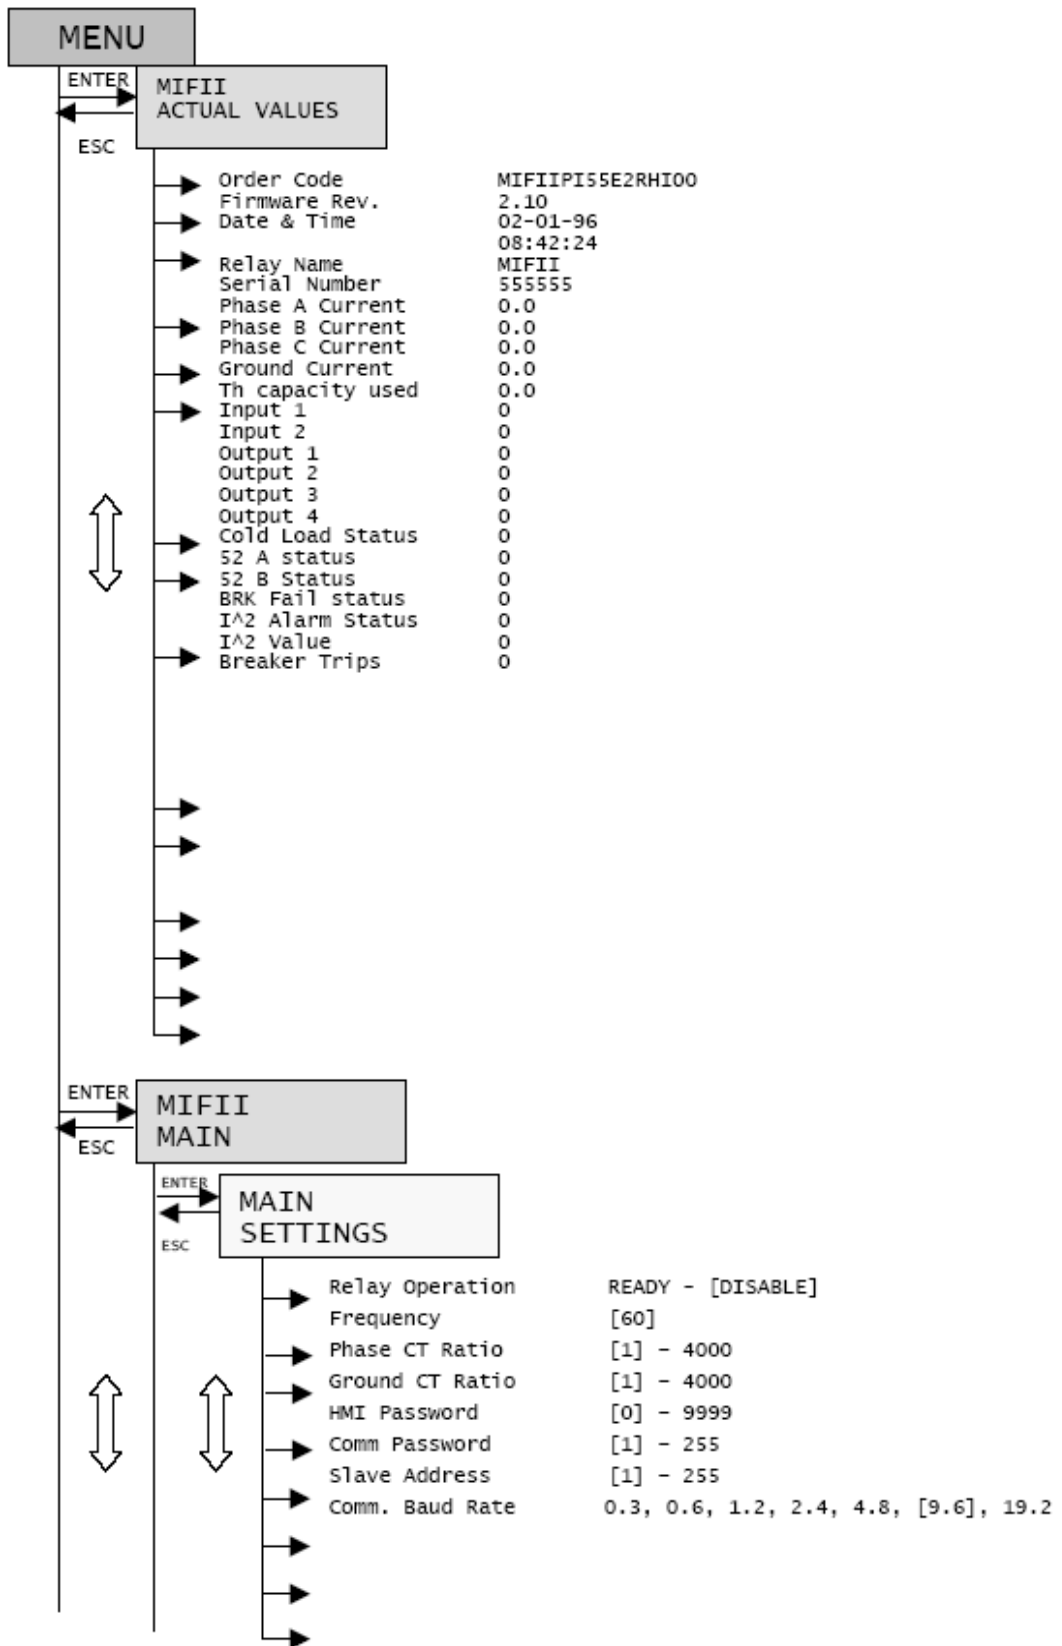 MENU
ENTER
MIFII
ACTUAL VALUES
ESC
Order Code MIFIIPI55E2RHI00
Firmware Rev. 2.10
Date & Time 02-01-96
08:42:24
Relay Name MIFII
Serial Number 555555
Phase A Current 0.0
Phase B Current 0.0
Phase C Current 0.0
Ground Current 0.0
Th capacity used 0.0
Input 1 0
Input 2 0
Output 1 0
Output 2 0
Output 3 0
Output 4 0
Cold Load Status 0
52 A status 0
52 B Status 0
BRK Fail status 0
I^2 Alarm Status 0
I^2 Value 0
Breaker Trips 0
ENTER
MIFII
MAIN
ESC
ENTER
MAIN
SETTINGS
ESC
Relay Operation READY - [DISABLE]
Frequency [60]
Phase CT Ratio [1] - 4000
Ground CT Ratio [1] - 4000
HMI Password [0] - 9999
Comm Password [1] - 255
Slave Address [1] - 255
Comm. Baud Rate 0.3, 0.6, 1.2, 2.4, 4.8, [9.6], 19.2